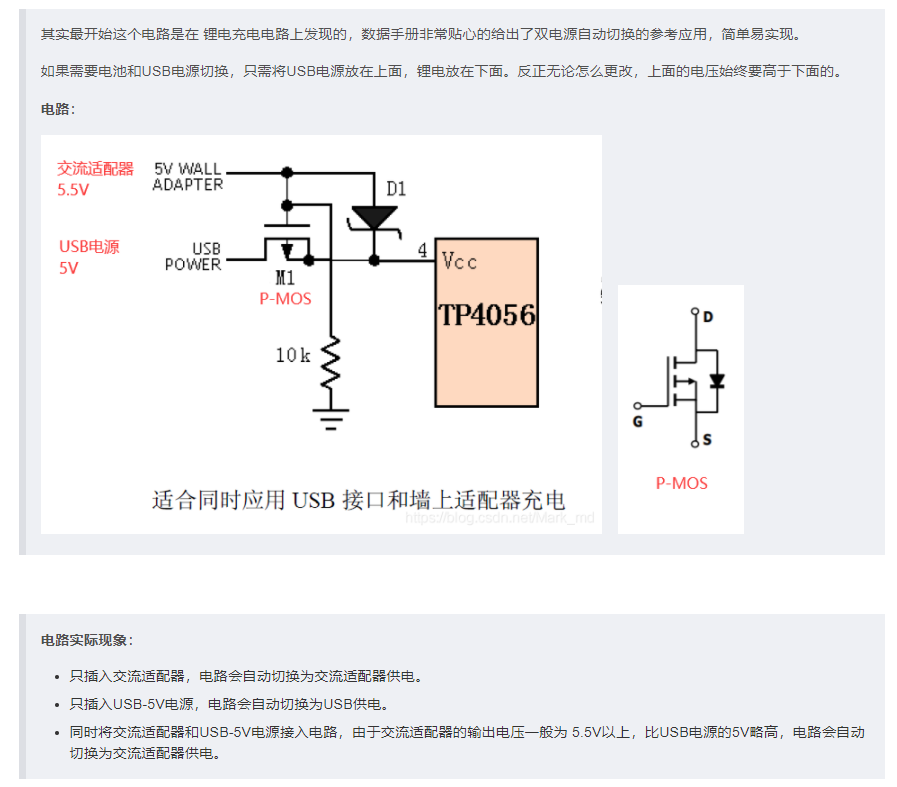 其实最开始这个电路是在 锂电充电电路上发现的，数据手册非常贴心的给出了双电源自动切换的参考应用，简单易实现。
如果需要电池和USB电源切换，只需将USB电源放在上面，锂电放在下面。反正无论怎么更改，上面的电压始终要高于下面的。
电路：
交流适配器 5V WALL
5.5V ADAPTER
D1
USB电源 USB
5V POWER
4 Vcc
M1
P-MOS
TP4056
10k
D
G
S
P-MOS
适合同时应用 USB 接口和墙上适配器充电
https://blog.csdn.net/Mark_md
电路实际现象：
• 只插入交流适配器，电路会自动切换为交流适配器供电。
• 只插入USB-5V电源，电路会自动切换为USB供电。
• 同时将交流适配器和USB-5V电源接入电路，由于交流适配器的输出电压一般为 5.5V以上，比USB电源的5V略高，电路会自动
切换为交流适配器供电。